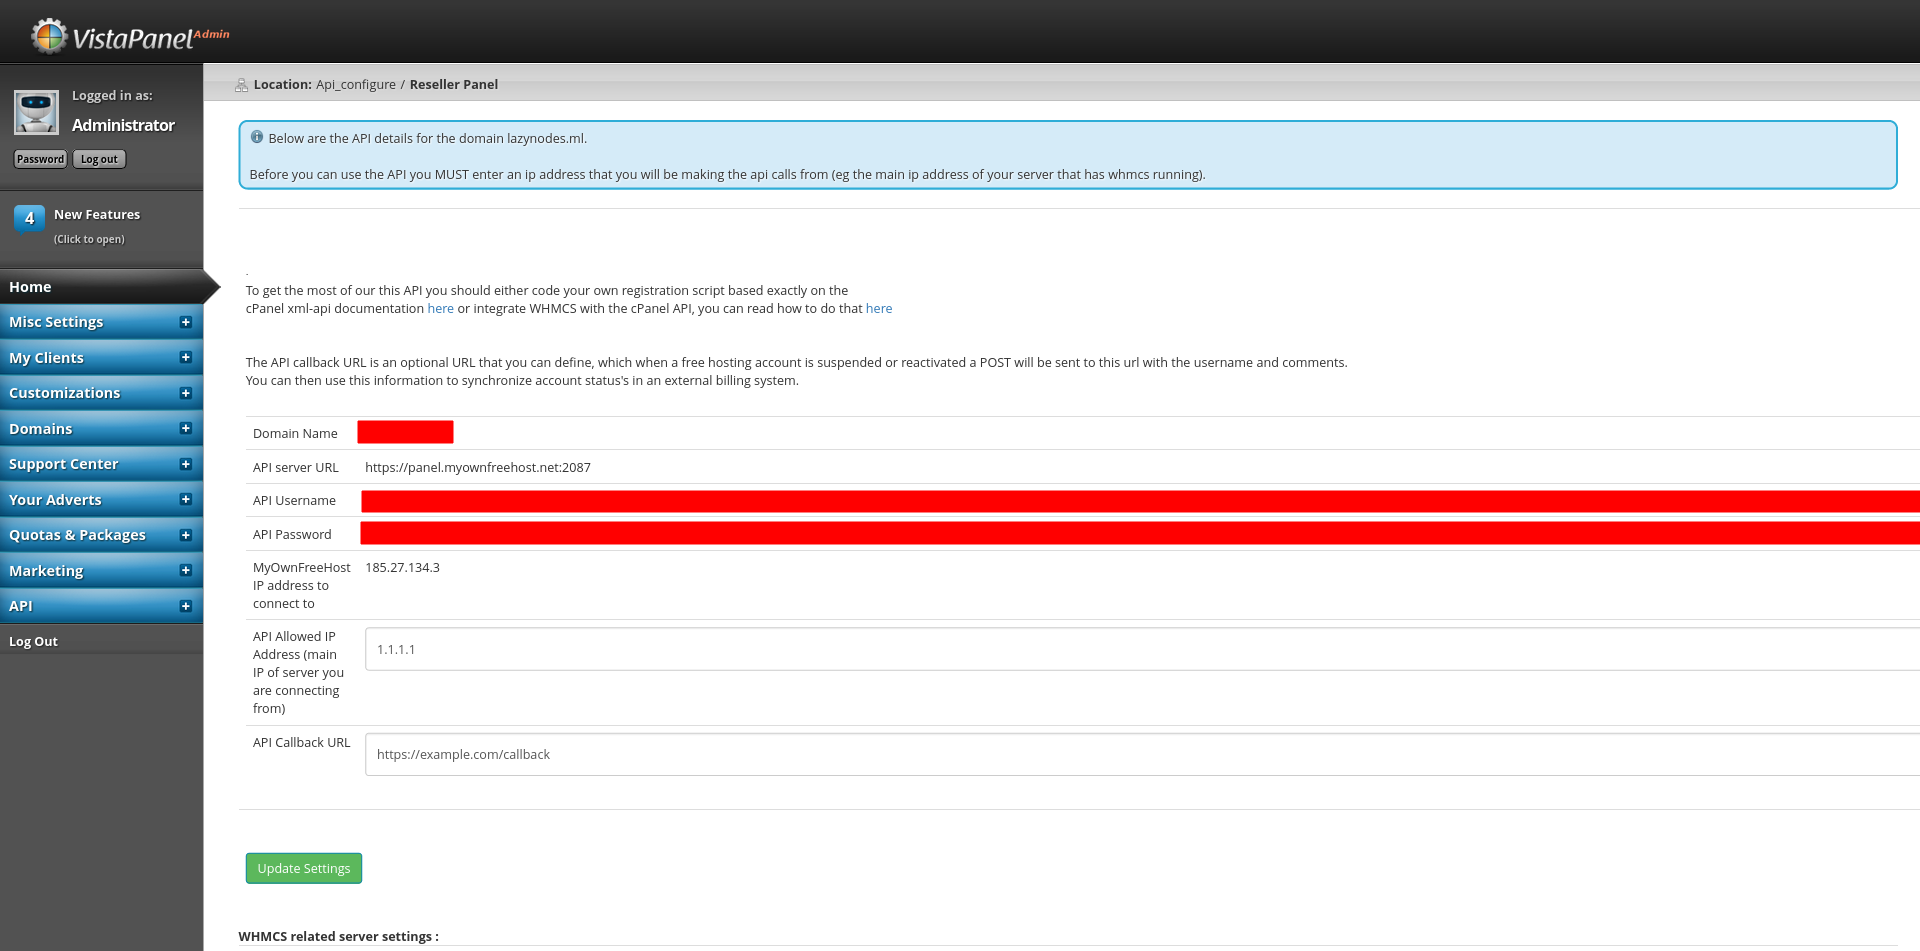 VistaPanel Admin
Location: Api_configure / Reseller Panel
Logged in as:
Administrator
Password Log out
4 New Features
(Click to open)
Home
Misc Settings
My Clients
Customizations
Domains
Support Center
Your Adverts
Quotas & Packages
Marketing
API
Log Out
Below are the API details for the domain lazynodes.ml.
Before you can use the API you MUST enter an ip address that you will be making the api calls from (eg the main ip address of your server that has whmcs running).
.
To get the most of our this API you should either code your own registration script based exactly on the
cPanel xml-api documentation here or integrate WHMCS with the cPanel API, you can read how to do that here
The API callback URL is an optional URL that you can define, which when a free hosting account is suspended or reactivated a POST will be sent to this url with the username and comments.
You can then use this information to synchronize account status's in an external billing system.
Domain Name
API server URL https://panel.myownfreehost.net:2087
API Username
API Password
MyOwnFreeHost 185.27.134.3
IP address to
connect to
API Allowed IP
Address (main
IP of server you
are connecting
from)
1.1.1.1
API Callback URL
https://example.com/callback
Update Settings
WHMCS related server settings :